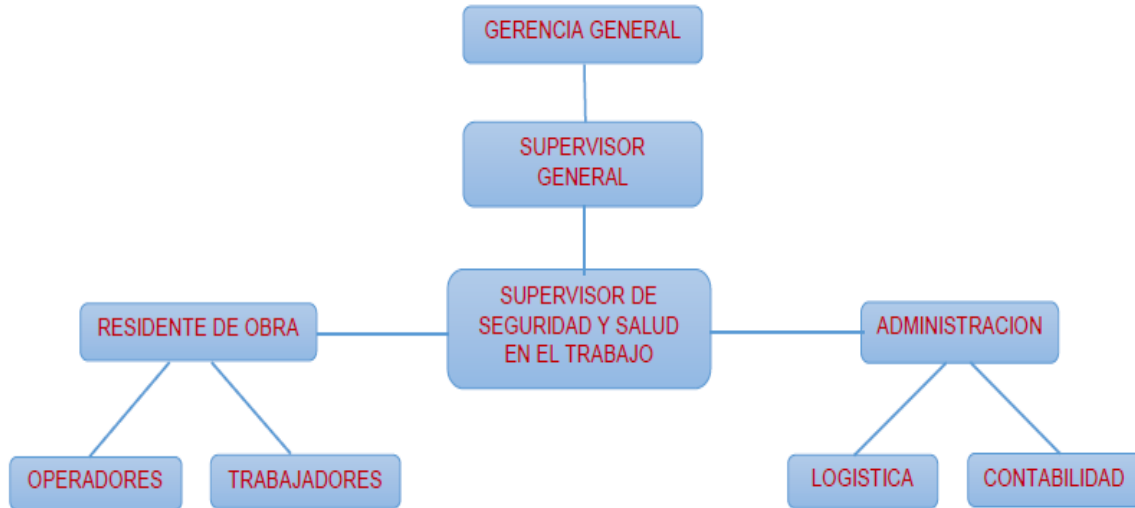 GERENCIA GENERAL
SUPERVISOR
GENERAL
SUPERVISOR DE
SEGURIDAD Y SALUD
EN EL TRABAJO
RESIDENTE DE OBRA
ADMINISTRACION
OPERADORES
TRABAJADORES
LOGISTICA
CONTABILIDAD